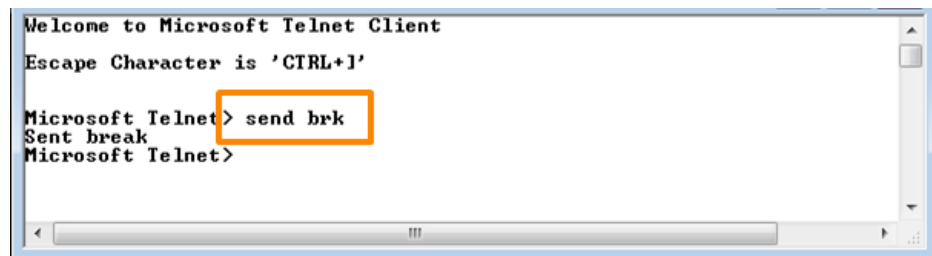 Welcome to Microsoft Telnet Client
Escape Character is 'CTRL+]'
Microsoft Telnet> send brk
Sent break
Microsoft Telnet>